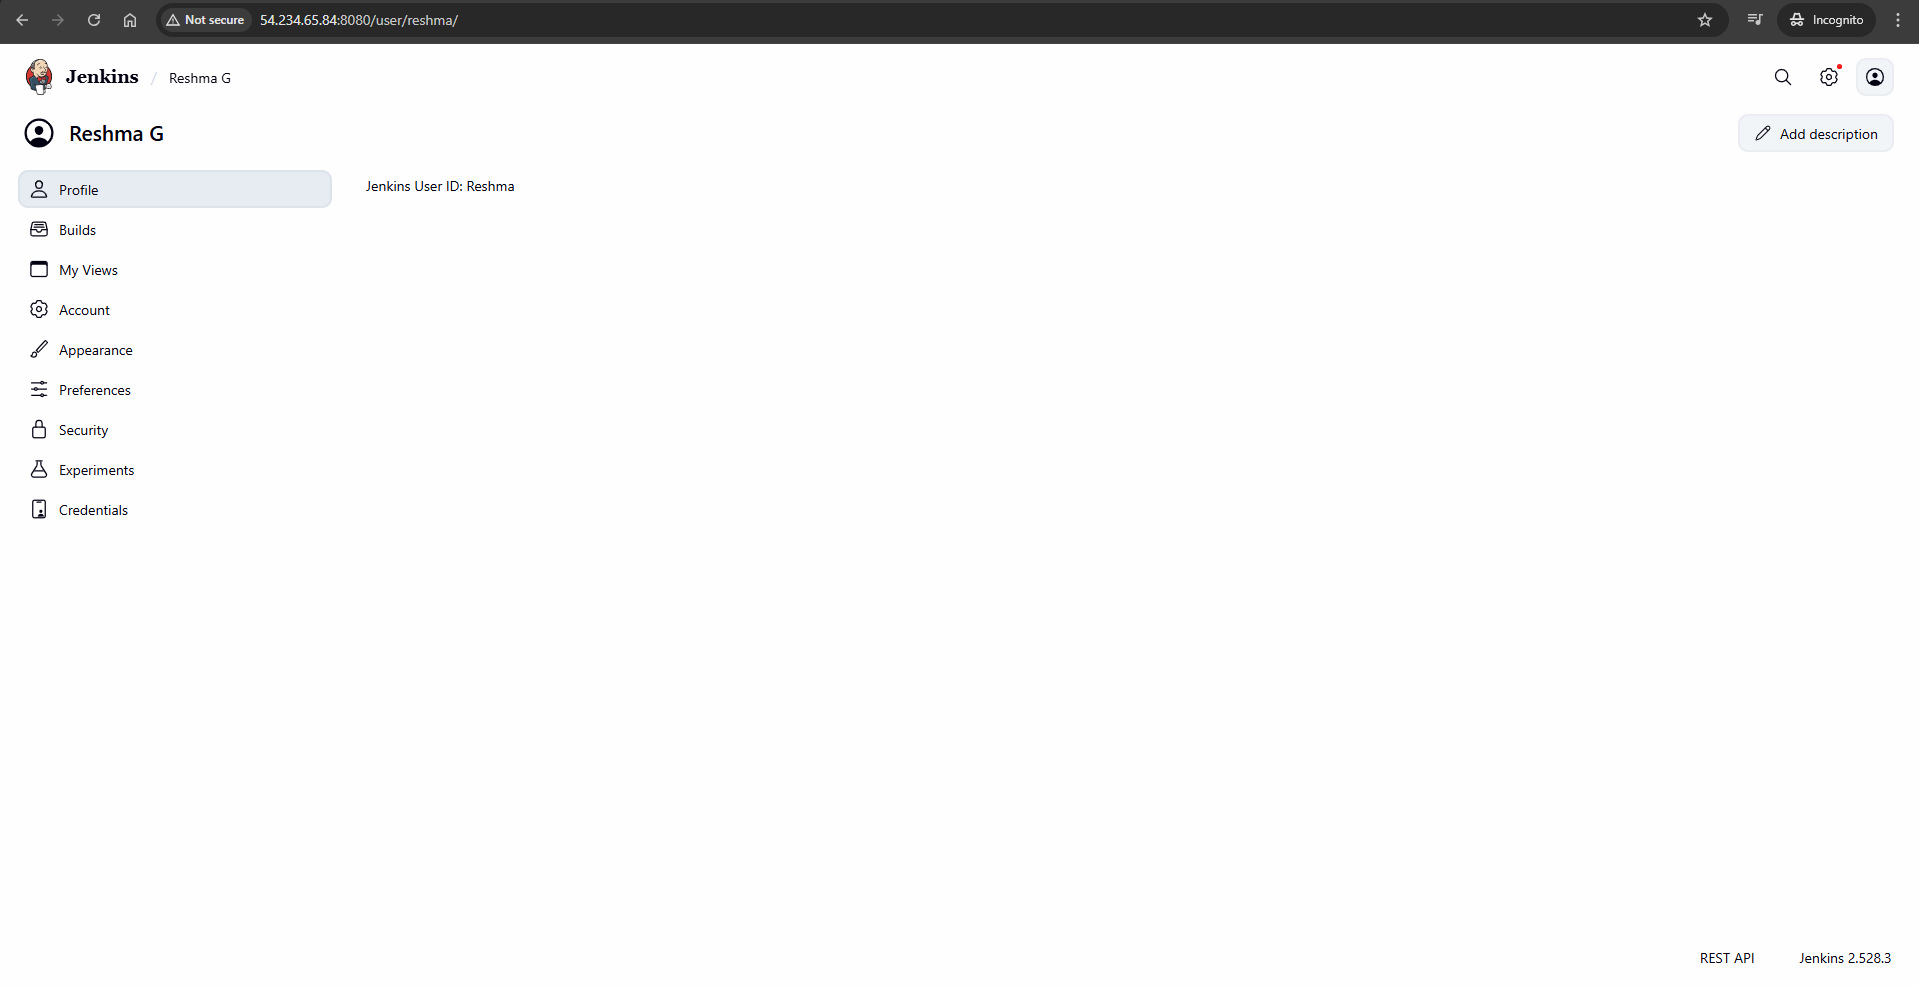 Not secure 54.234.65.84:8080/user/reshma/ Incognito
Jenkins / Reshma G
Reshma G
Add description
Profile
Jenkins User ID: Reshma
Builds
My Views
Account
Appearance
Preferences
Security
Experiments
Credentials
REST API Jenkins 2.528.3